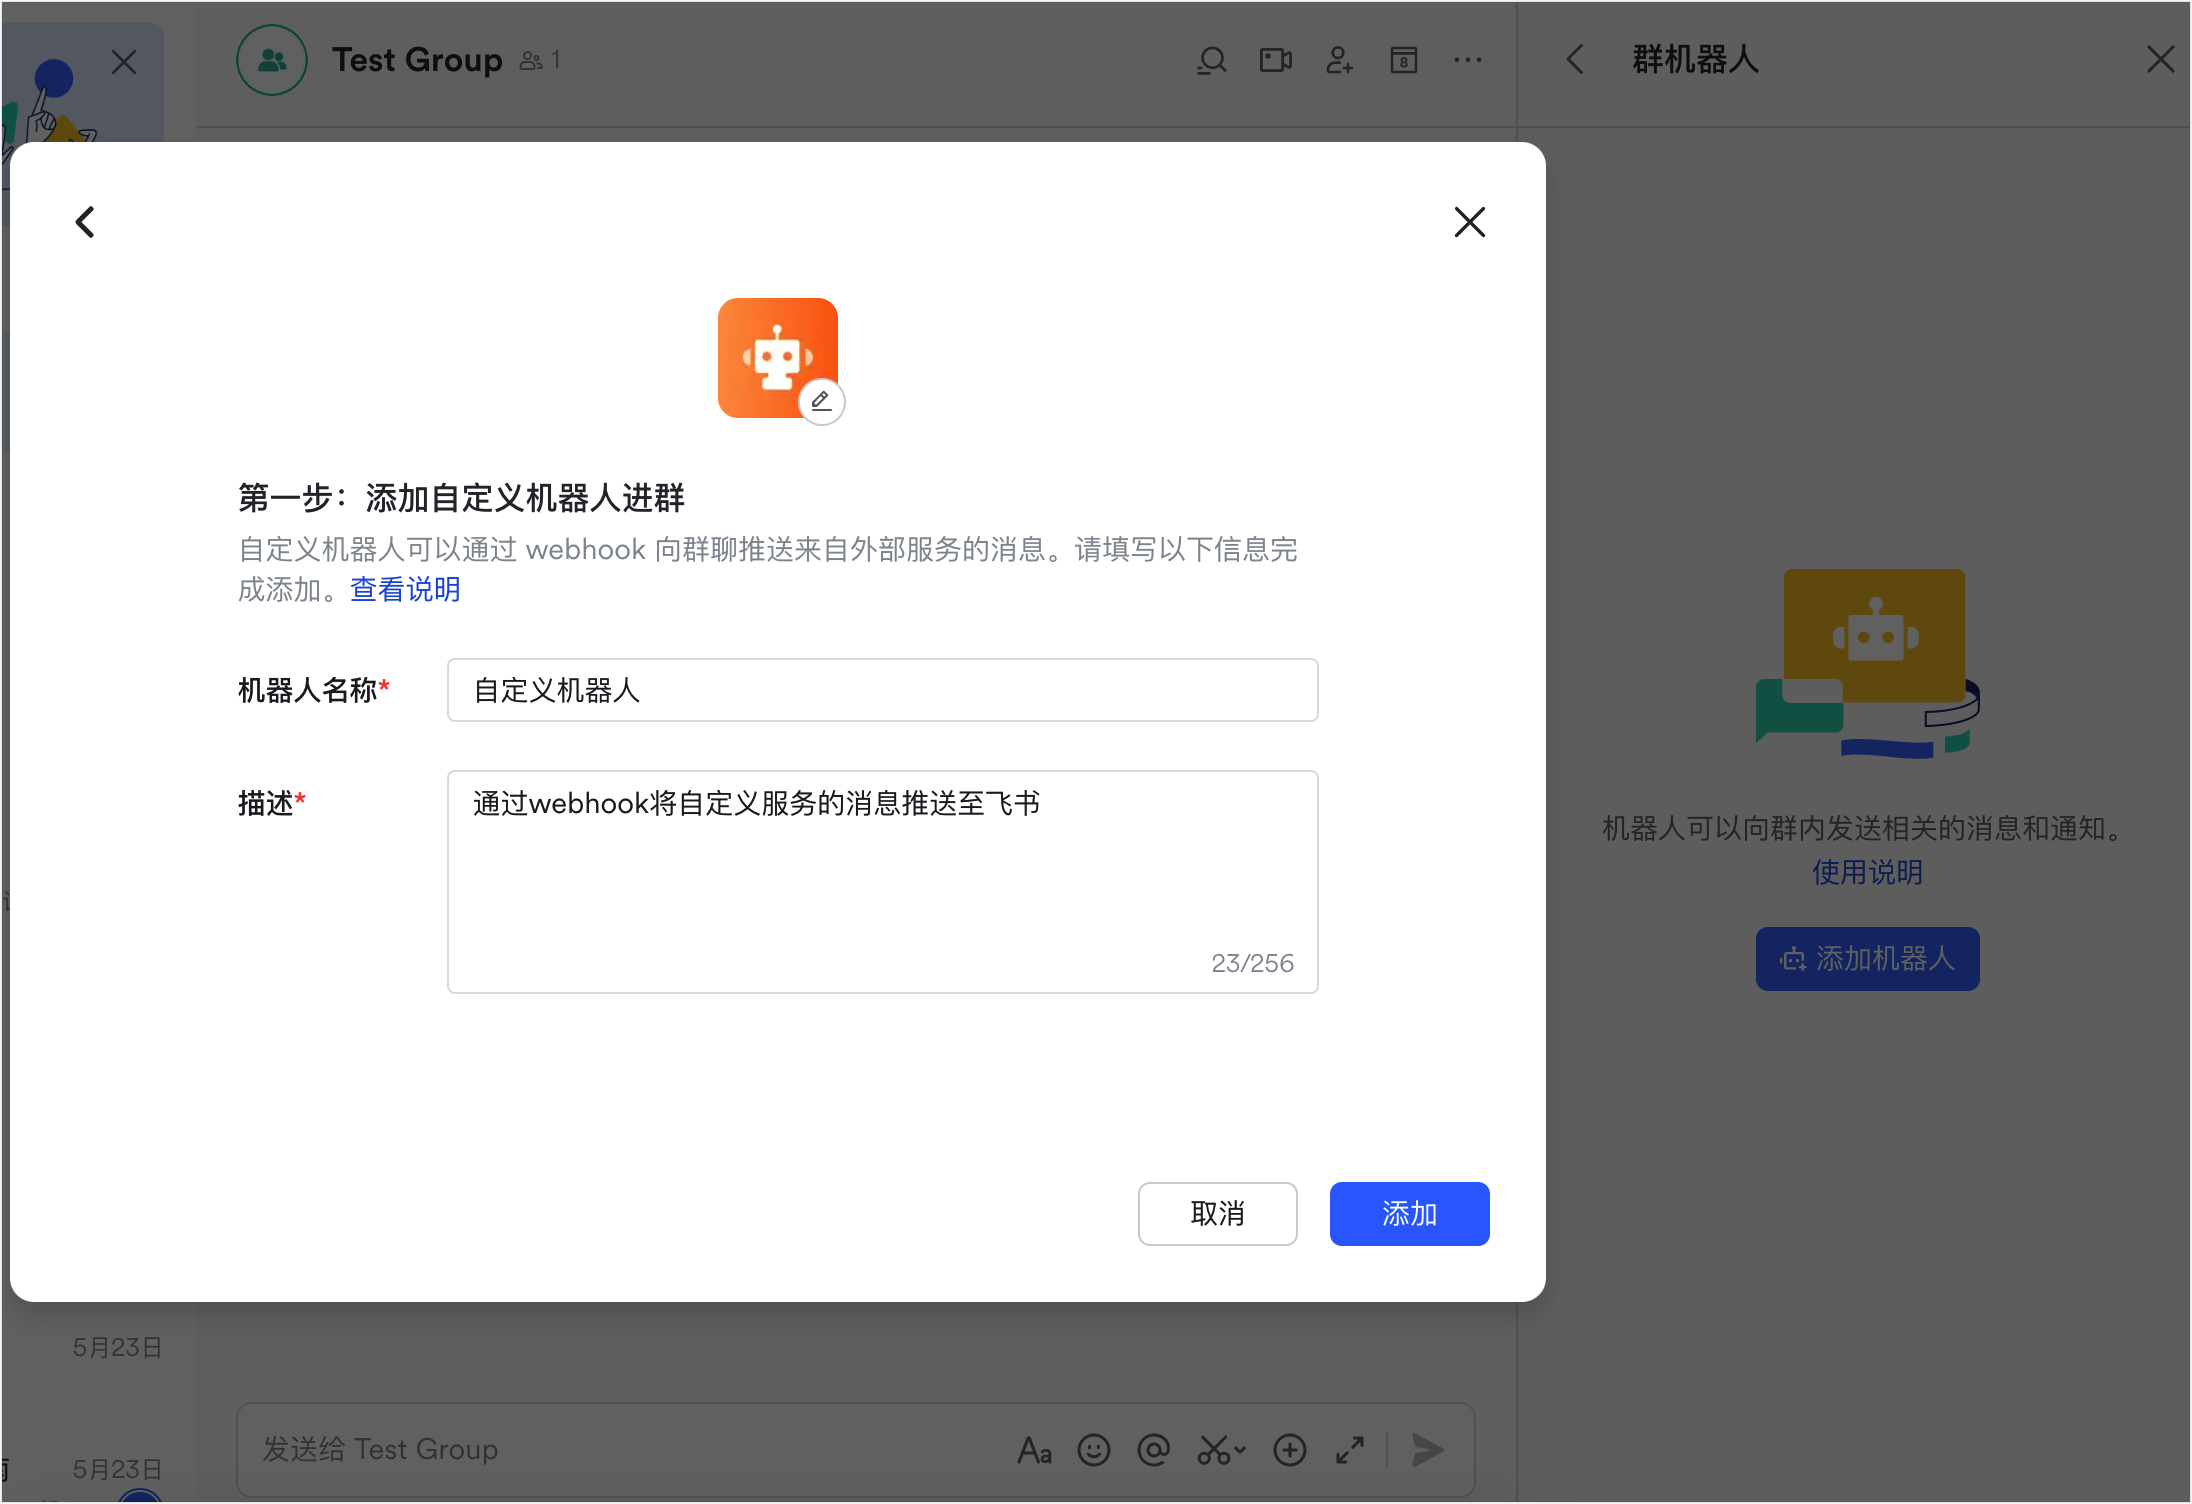 Test Group 1
8
群机器人
第一步：添加自定义机器人进群
自定义机器人可以通过 webhook 向群聊推送来自外部服务的消息。请填写以下信息完
成添加。查看说明
机器人名称*
自定义机器人
描述*
通过webhook将自定义服务的消息推送至飞书
23/256
取消
添加
机器人可以向群内发送相关的消息和通知。
使用说明
添加机器人
5月23日
5月23日
发送给 Test Group
Aa